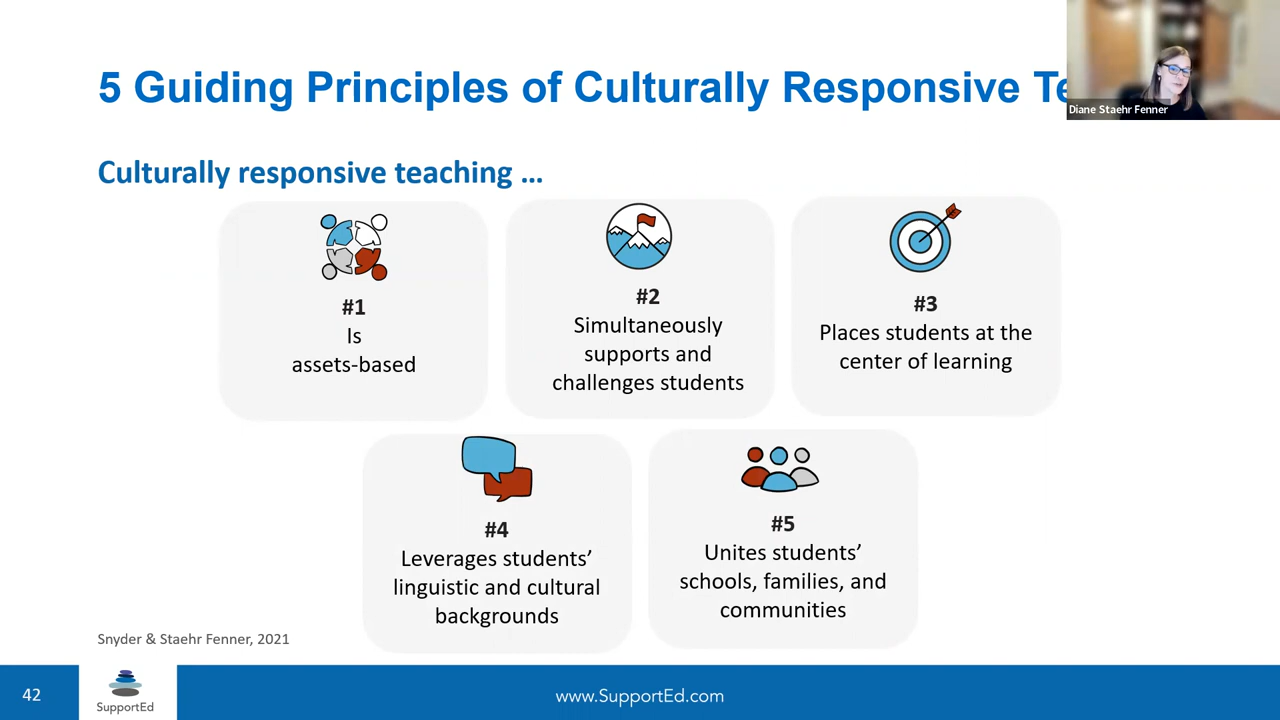 5 Guiding Principles of Culturally Responsive
Diane Staehr Fenner
Culturally responsive teaching ...
#1
Is
assets-based
#2
Simultaneously
supports and
challenges students
#3
Places students at the
center of learning
#4
Leverages students’
linguistic and cultural
backgrounds
#5
Unites students’
schools, families, and
communities
Snyder & Staehr Fenner, 2021
42
SupportEd
www.SupportEd.com